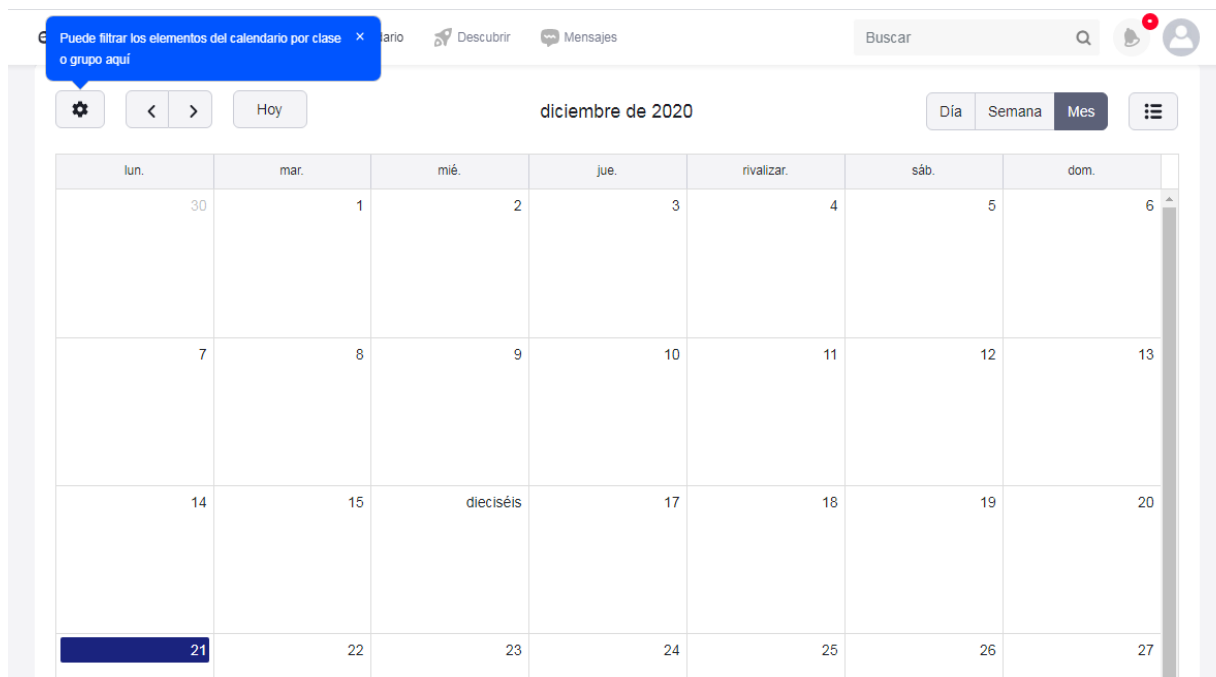 Puede filtrar los elementos del calendario por clase ×
o grupo aquí
Descubrir
Mensajes
Buscar
Hoy
diciembre de 2020
Día Semana Mes
lun. mar. mié. jue. rivalizar. sáb. dom.
30 1 2 3 4 5 6
7 8 9 10 11 12 13
14 15 dieciséis 17 18 19 20
21 22 23 24 25 26 27